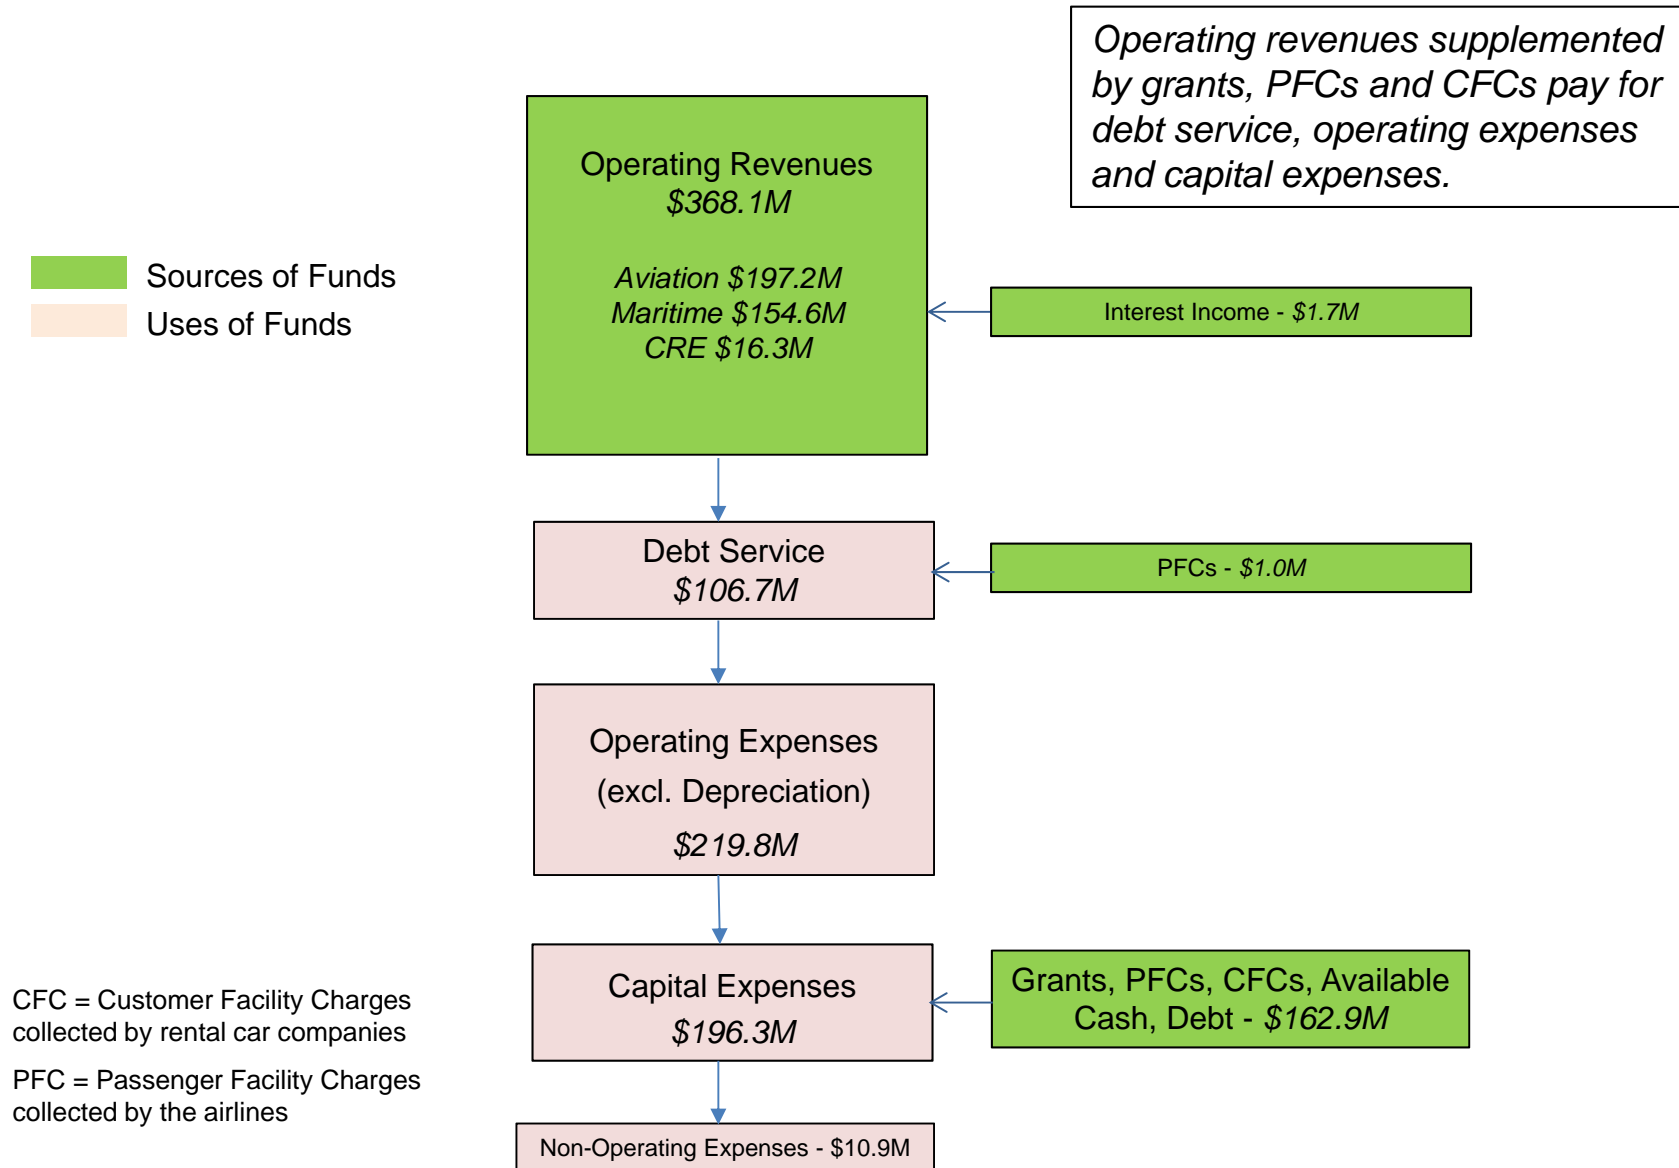 Operating revenues supplemented
by grants, PFCs and CFCs pay for
debt service, operating expenses
and capital expenses.
Operating Revenues
$368.1M
Aviation $197.2M
Maritime $154.6M
CRE $16.3M
Sources of Funds
Uses of Funds
Interest Income - $1.7M
Debt Service
$106.7M
PFCs - $1.0M
Operating Expenses
(excl. Depreciation)
$219.8M
Capital Expenses
$196.3M
Grants, PFCs, CFCs, Available
Cash, Debt - $162.9M
CFC = Customer Facility Charges
collected by rental car companies
PFC = Passenger Facility Charges
collected by the airlines
Non-Operating Expenses - $10.9M